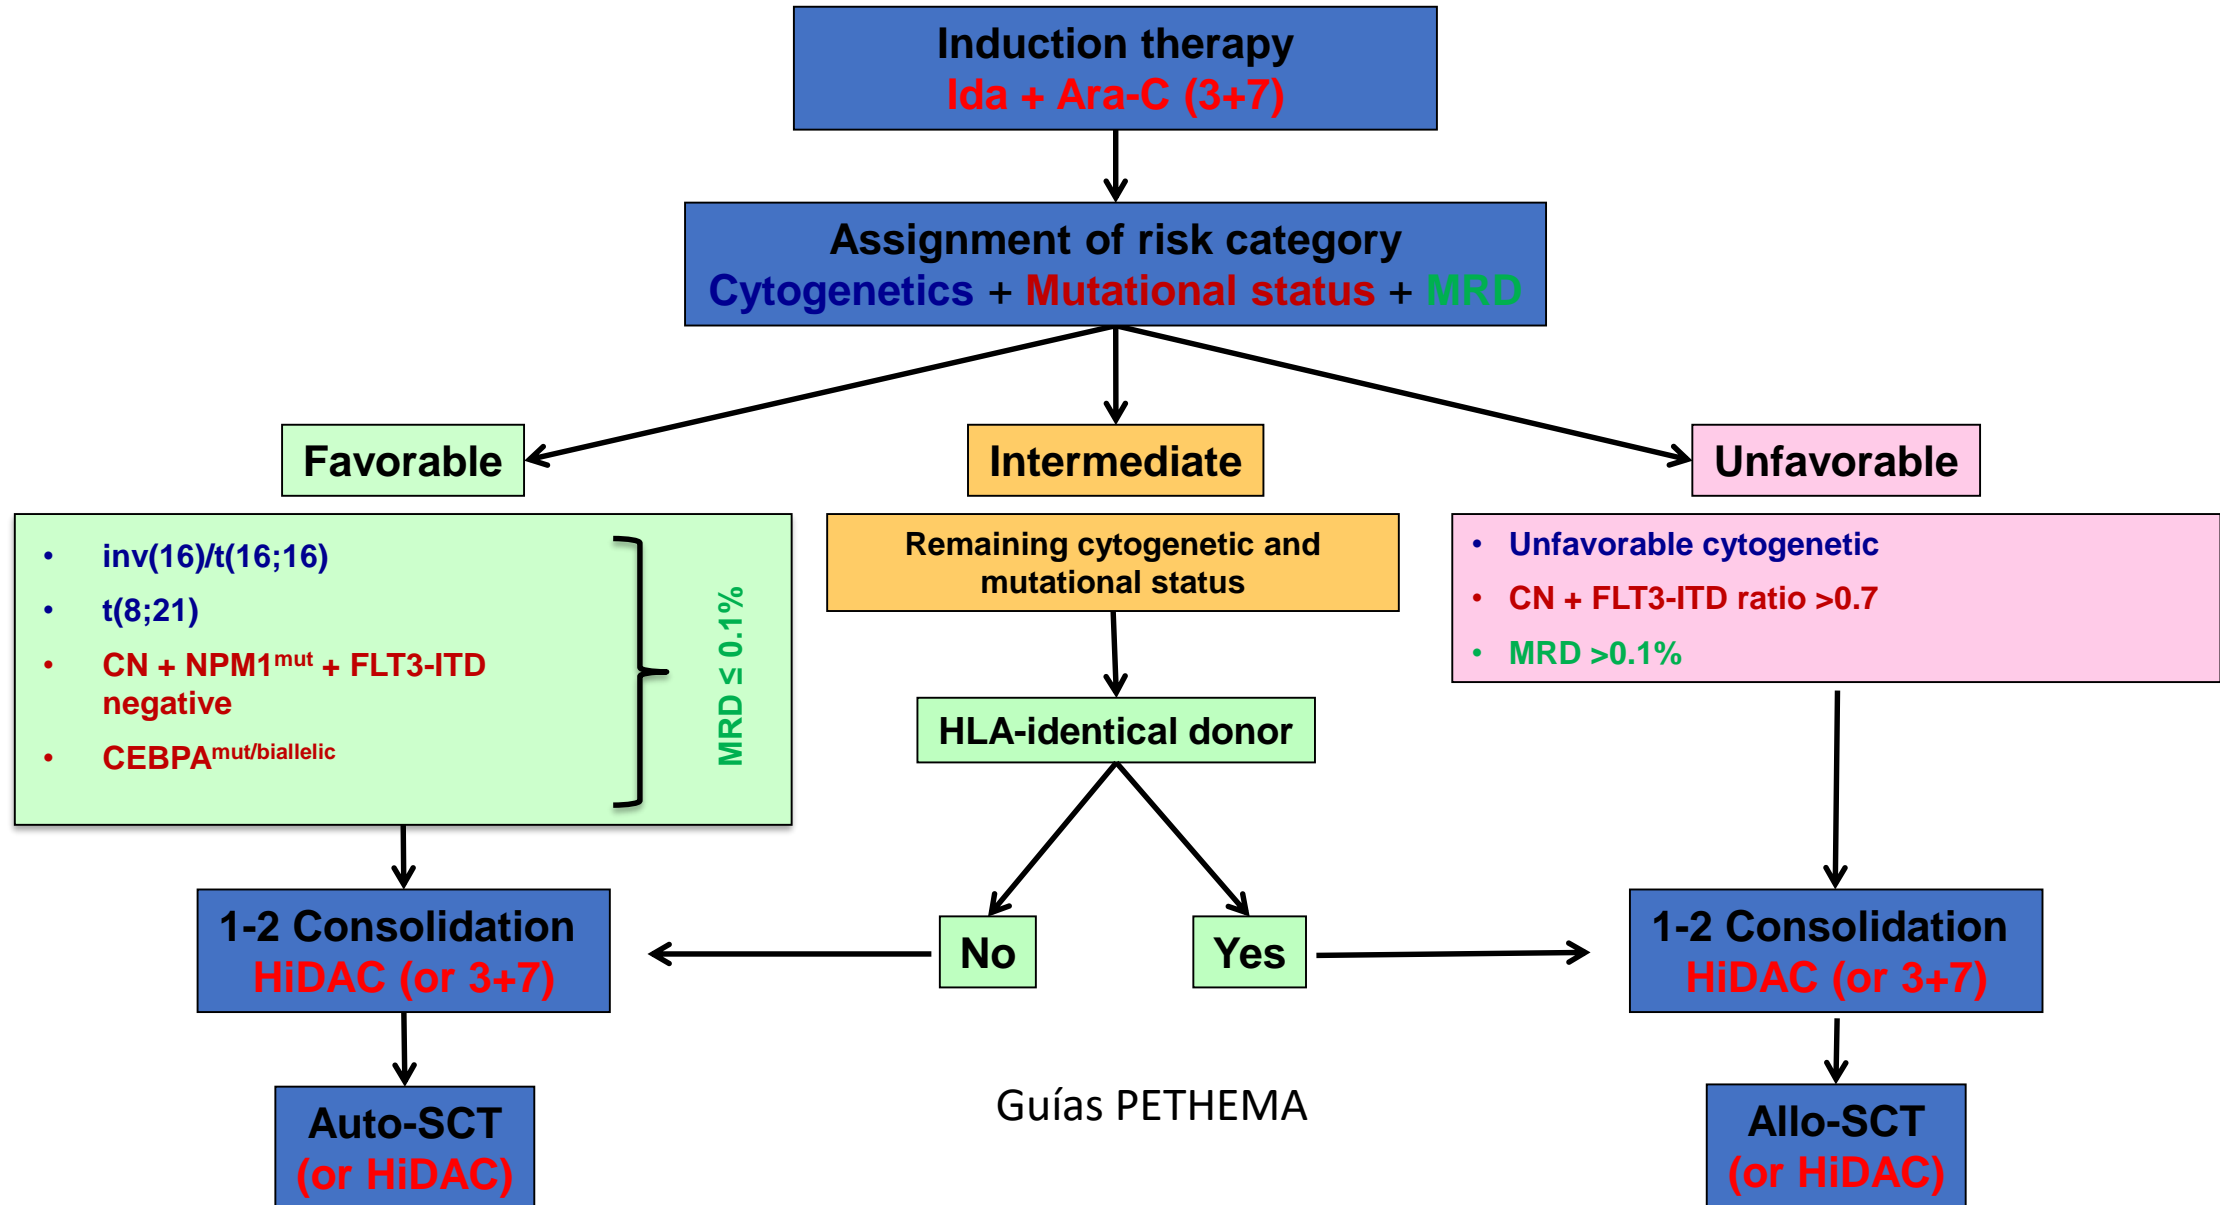 Induction therapy
Ida + Ara-C (3+7)
Assignment of risk category
Cytogenetics + Mutational status + MRD
Favorable
Intermediate
Unfavorable
• inv(16)/t(16;16)
• t(8;21)
• CN + NPM1mut + FLT3-ITD
negative
• CEBPAmut/biallelic
MRD ≤ 0.1%
Remaining cytogenetic and
mutational status
• Unfavorable cytogenetic
• CN + FLT3-ITD ratio >0.7
• MRD >0.1%
HLA-identical donor
No
Yes
1-2 Consolidation
HiDAC (or 3+7)
1-2 Consolidation
HiDAC (or 3+7)
Auto-SCT
(or HiDAC)
Guías PETHEMA
Allo-SCT
(or HiDAC)